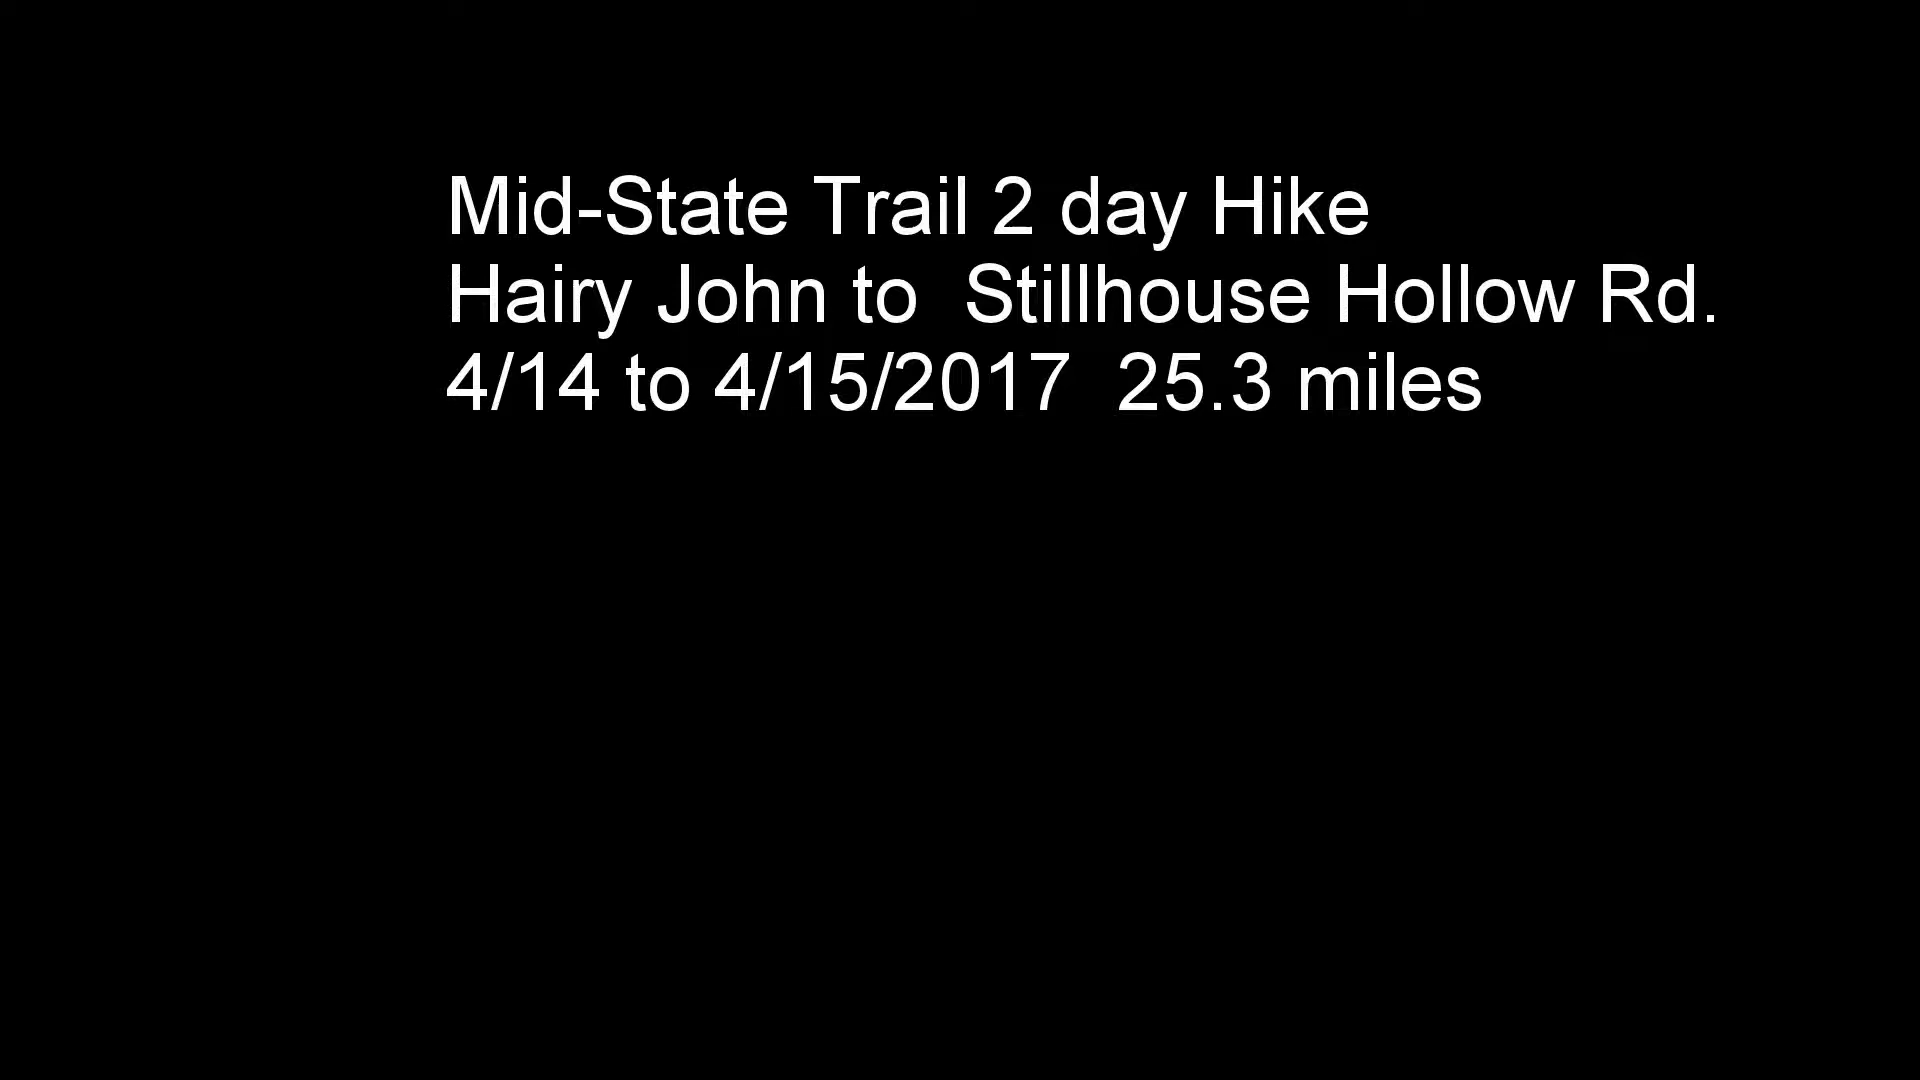 Mid-State Trail 2 day Hike
Hairy John to  Stillhouse Hollow Rd.
4/14 to 4/15/2017  25.3 miles